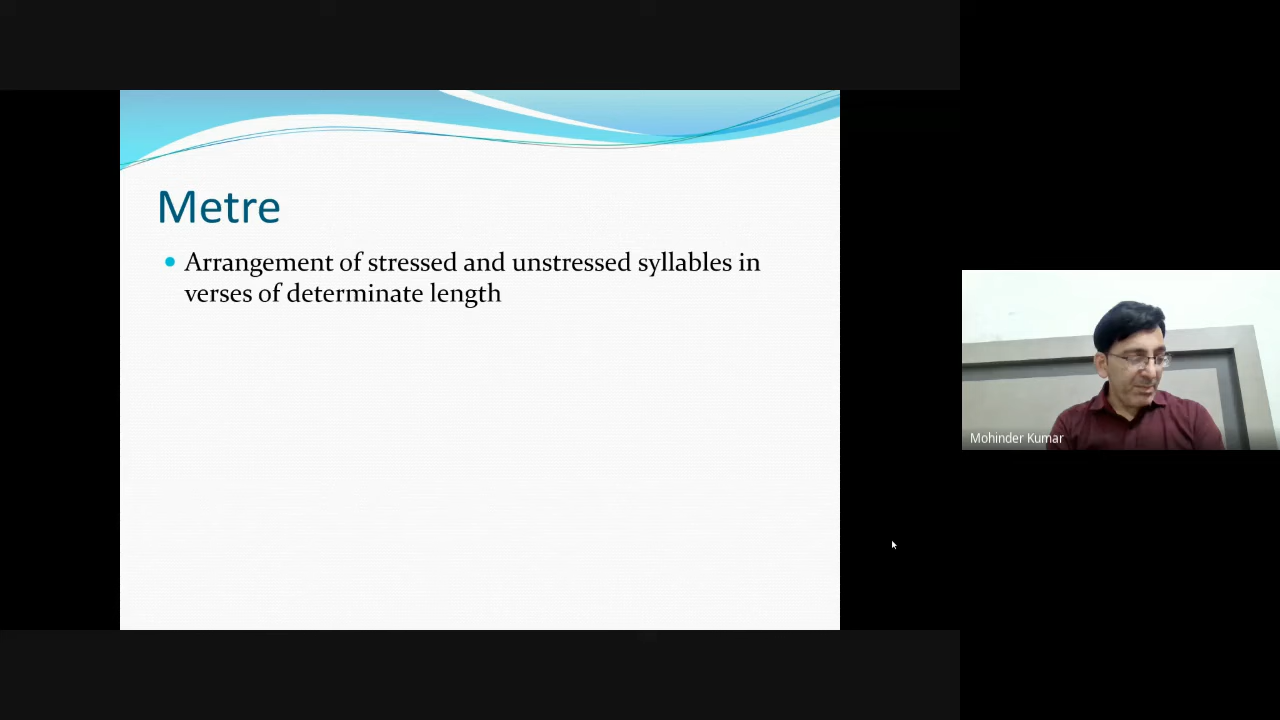 Metre
Arrangement of stressed and unstressed syllables in
verses of determinate length
Mohinder Kumar